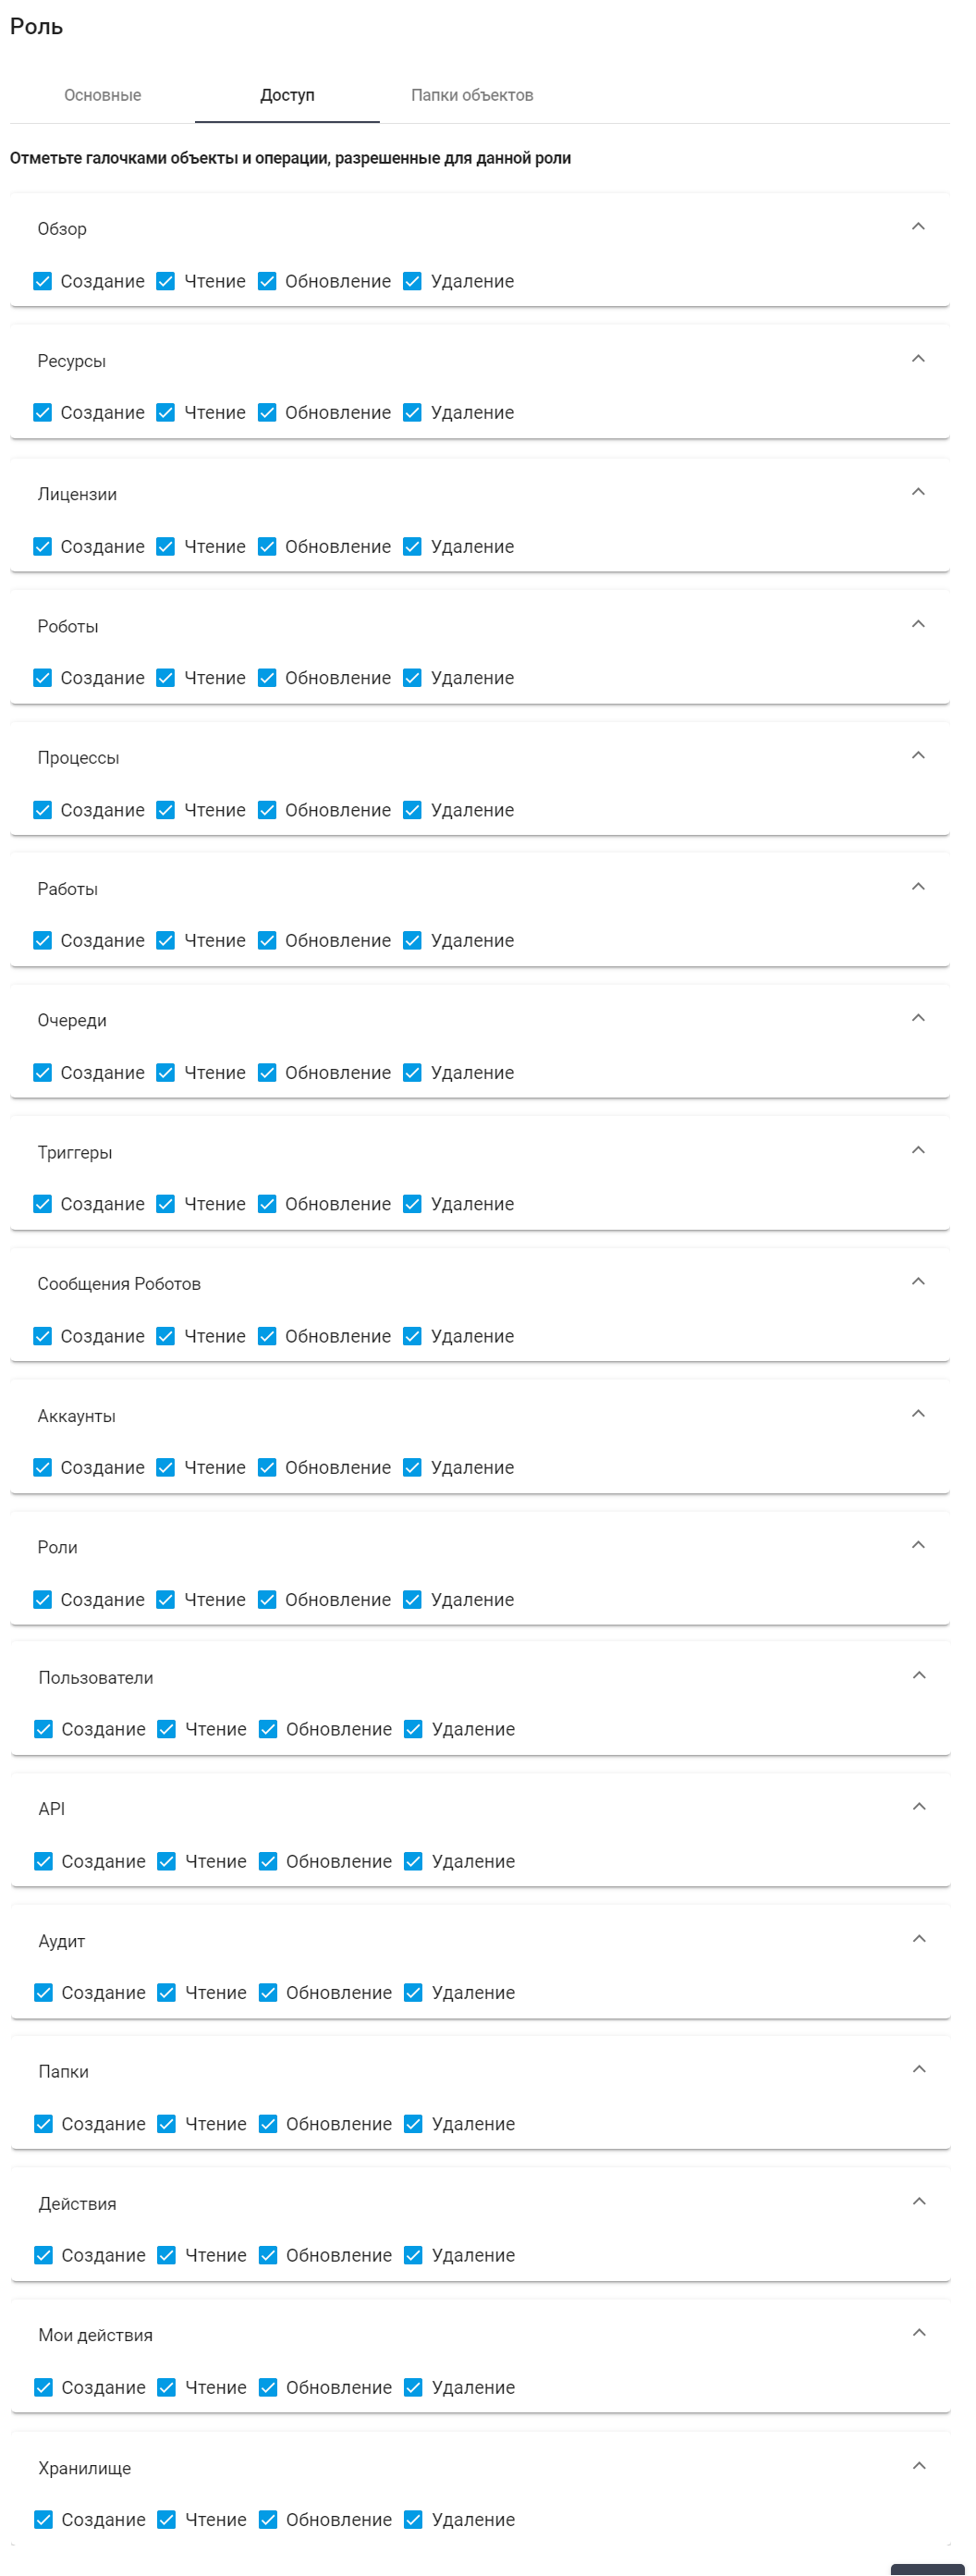 Роль
Основные Доступ Папки объектов
Отметьте галочками объекты и операции, разрешенные для данной роли
Обзор
Создание Чтение Обновление Удаление
Ресурсы
Создание Чтение Обновление Удаление
Лицензии
Создание Чтение Обновление Удаление
Роботы
Создание Чтение Обновление Удаление
Процессы
Создание Чтение Обновление Удаление
Работы
Создание Чтение Обновление Удаление
Очереди
Создание Чтение Обновление Удаление
Триггеры
Создание Чтение Обновление Удаление
Сообщения Роботов
Создание Чтение Обновление Удаление
Аккаунты
Создание Чтение Обновление Удаление
Роли
Создание Чтение Обновление Удаление
Пользователи
Создание Чтение Обновление Удаление
API
Создание Чтение Обновление Удаление
Аудит
Создание Чтение Обновление Удаление
Папки
Создание Чтение Обновление Удаление
Действия
Создание Чтение Обновление Удаление
Мои действия
Создание Чтение Обновление Удаление
Хранилище
Создание Чтение Обновление Удаление